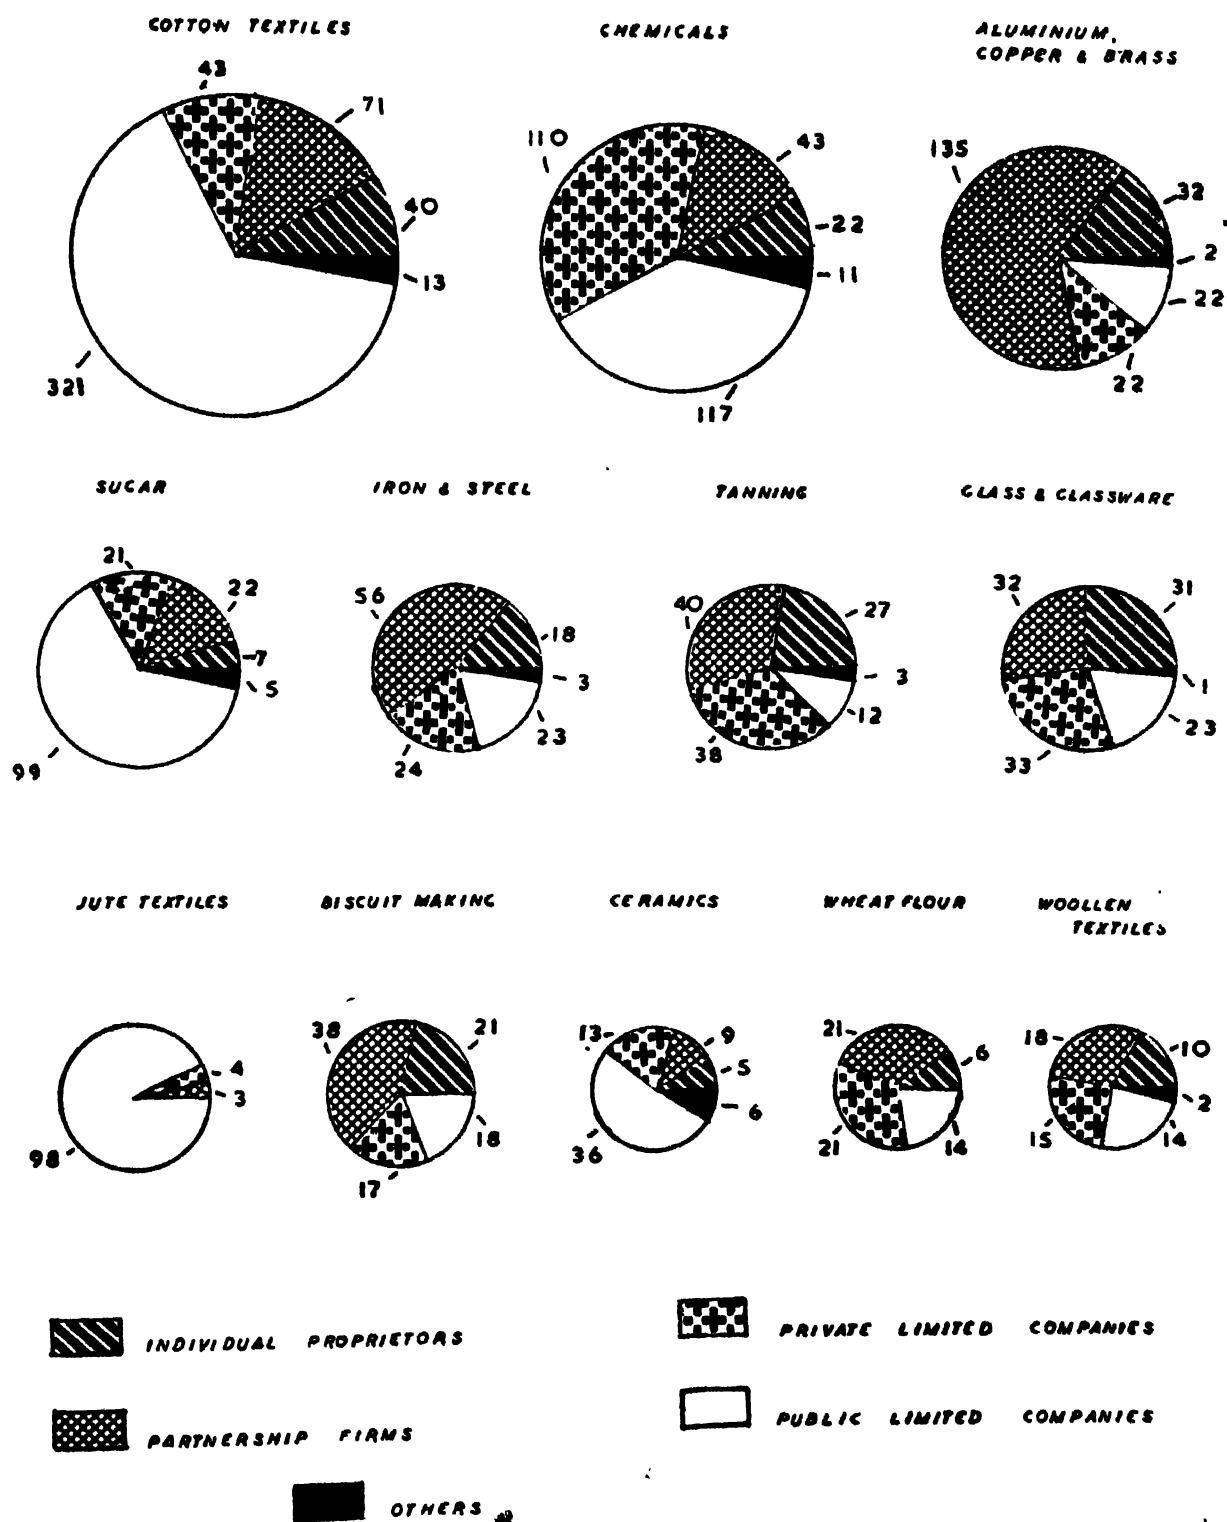 COTTON TEXTILES
CHEMICALS
ALUMINIUM,
COPPER & BRASS
43
71
40
13
321
110
43
22
11
117
135
32
2
22
22
SUGAR
IRON & STEEL
TANNING
GLASS & GLASSWARE
21
22
7
5
99
56
18
3
23
24
40
27
3
12
38
32
31
1
23
33
JUTE TEXTILES
BISCUIT MAKING
CERAMICS
WHEAT FLOUR
WOOLLEN
TEXTILES
4
3
98
38
21
18
17
13
9
5
6
36
21
6
14
21
18
10
2
14
15
INDIVIDUAL PROPRIETORS
PRIVATE LIMITED COMPANIES
PARTNERSHIP FIRMS
PUBLIC LIMITED COMPANIES
OTHERS